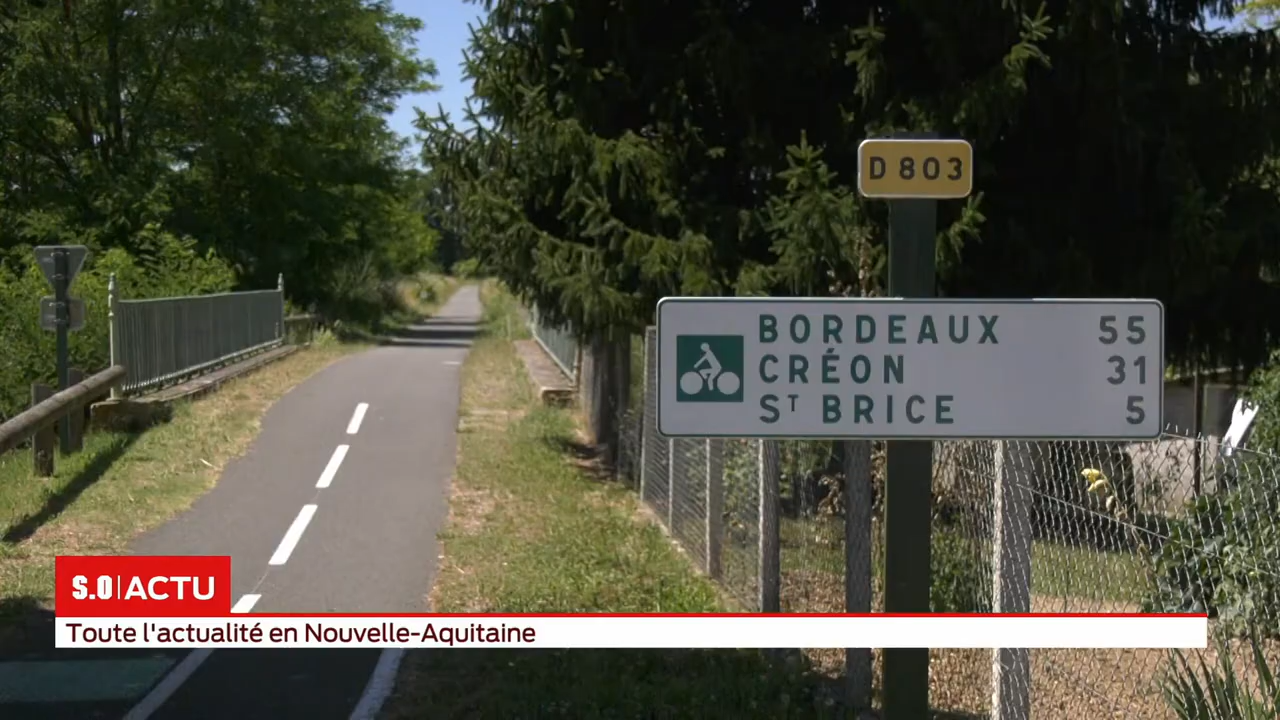 D 803
BORDEAUX 55
CRÉON 31
ST BRICE 5
S.O ACTU
Toute l'actualité en Nouvelle-Aquitaine